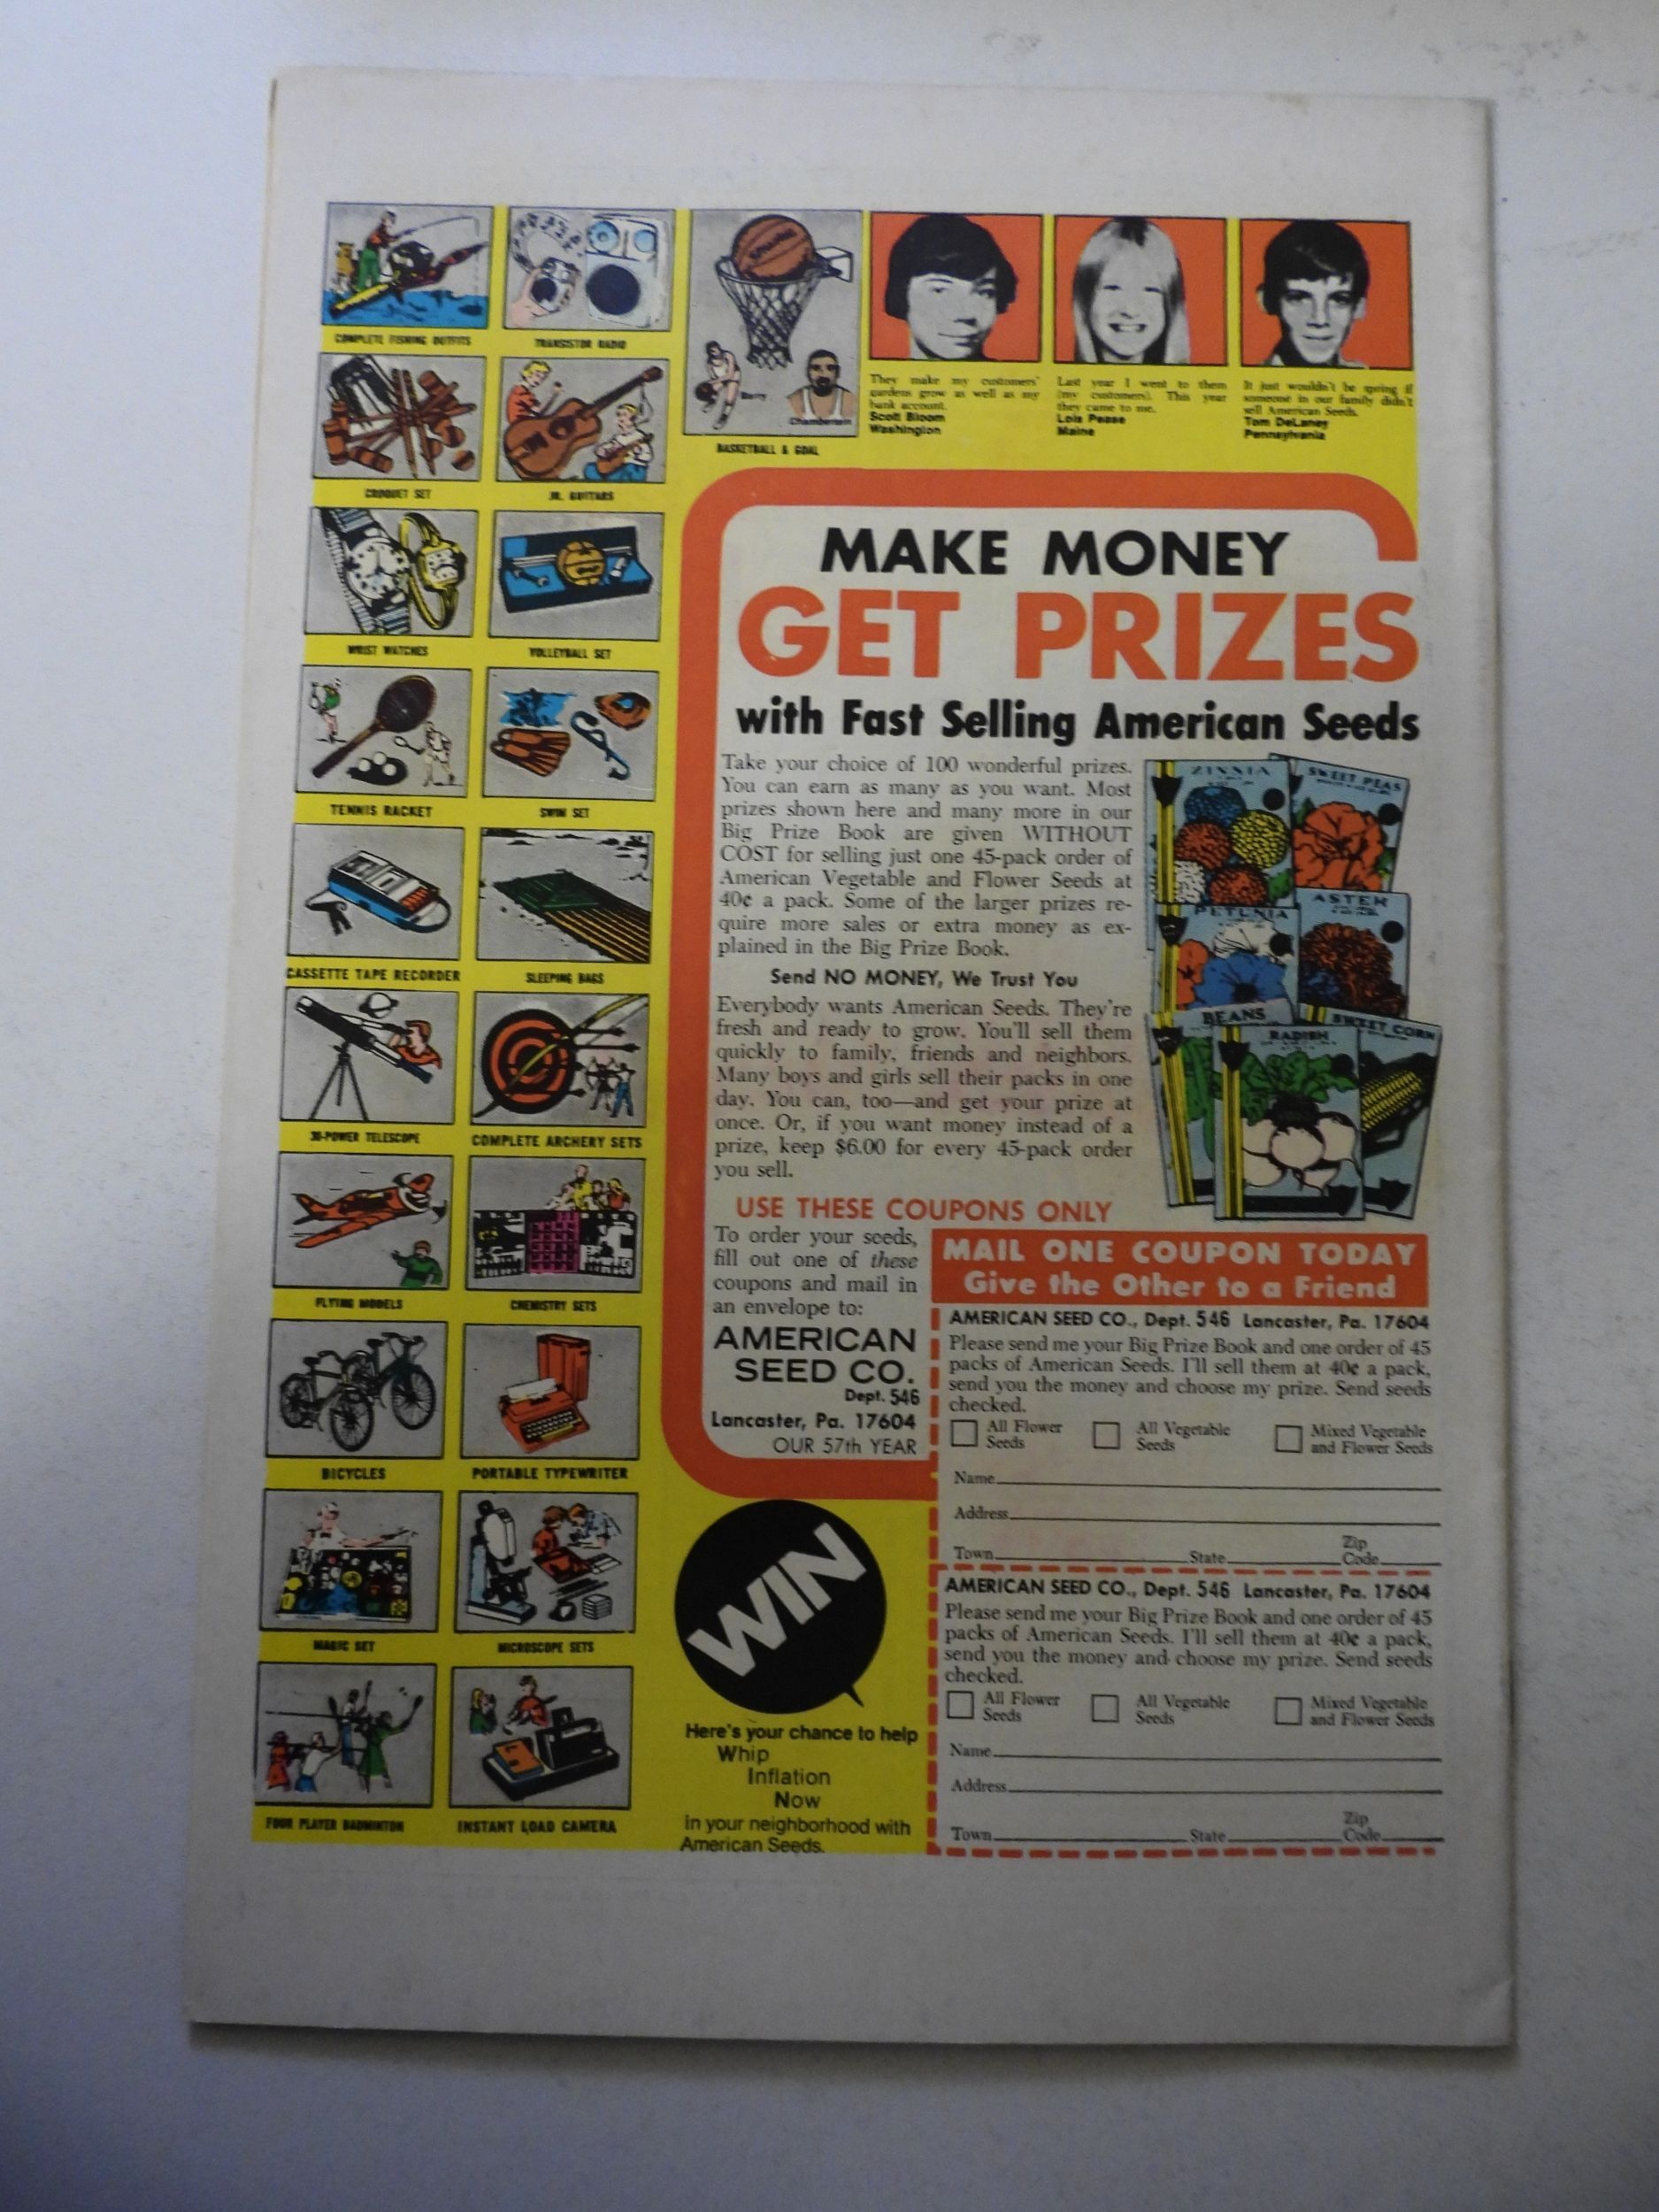 COMPLETE FISHING OUTFITS
TRANSISTOR RADIO
CROQUET SET
JR. GUITARS
WRIST WATCHES
VOLLEYBALL SET
TENNIS RACKET
SWIM SET
CASSETTE TAPE RECORDER
SLEEPING BAGS
30-POWER TELESCOPE
COMPLETE ARCHERY SETS
FLYING MODELS
CHEMISTRY SETS
BICYCLES
PORTABLE TYPEWRITER
MAGIC SET
MICROSCOPE SETS
FOUR PLAYER BADMINTON
INSTANT LOAD CAMERA
Barry
Chamberlain
BASKETBALL & GOAL
They make my customers'
gardens grow as well as my
bank account.
Scott Bloom
Washington
Last year I went to them
(my customers). This year
they came to me.
Lois Pease
Maine
It just wouldn't be spring if
someone in our family didn't
sell American Seeds.
Tom DeLaney
Pennsylvania
MAKE MONEY
GET PRIZES
with Fast Selling American Seeds
Take your choice of 100 wonderful prizes.
You can earn as many as you want. Most
prizes shown here and many more in our
Big Prize Book are given WITHOUT
COST for selling just one 45-pack order of
American Vegetable and Flower Seeds at
40¢ a pack. Some of the larger prizes re-
quire more sales or extra money as ex-
plained in the Big Prize Book.
Send NO MONEY, We Trust You
Everybody wants American Seeds. They're
fresh and ready to grow. You'll sell them
quickly to family, friends and neighbors.
Many boys and girls sell their packs in one
day. You can, too—and get your prize at
once. Or, if you want money instead of a
prize, keep $6.00 for every 45-pack order
you sell.
ZINNIA
SWEET PEAS
PETUNIA
ASTER
BEANS
RADISH
SWEET CORN
USE THESE COUPONS ONLY
To order your seeds,
fill out one of these
coupons and mail in
an envelope to:
AMERICAN
SEED CO.
Dept. 546
Lancaster, Pa. 17604
OUR 57th YEAR
MAIL ONE COUPON TODAY
Give the Other to a Friend
AMERICAN SEED CO., Dept. 546 Lancaster, Pa. 17604
Please send me your Big Prize Book and one order of 45
packs of American Seeds. I'll sell them at 40¢ a pack,
send you the money and choose my prize. Send seeds
checked.
All Flower Seeds
All Vegetable Seeds
Mixed Vegetable and Flower Seeds
Name
Address
Town State Zip Code
AMERICAN SEED CO., Dept. 546 Lancaster, Pa. 17604
Please send me your Big Prize Book and one order of 45
packs of American Seeds. I'll sell them at 40¢ a pack,
send you the money and choose my prize. Send seeds
checked.
All Flower Seeds
All Vegetable Seeds
Mixed Vegetable and Flower Seeds
Name
Address
Town State Zip Code
WIN
Here's your chance to help
Whip
Inflation
Now
In your neighborhood with
American Seeds.